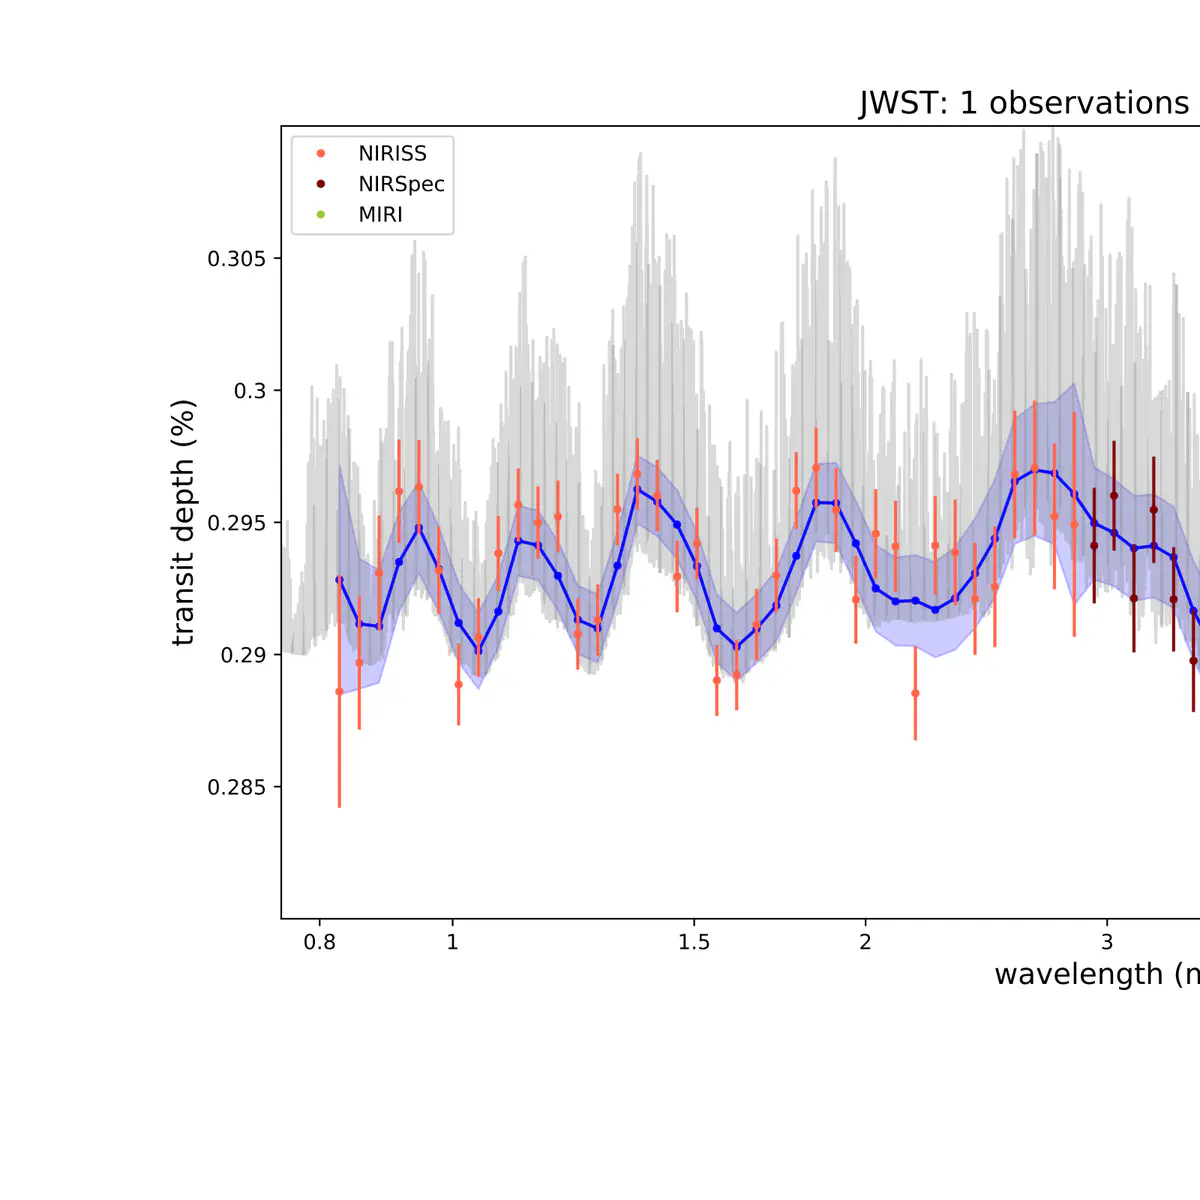 JWST: 1 observations
NIRISS
NIRSpec
MIRI
0.305
0.3
0.295
0.29
0.285
transit depth (%)
0.8 1 1.5 2 3
wavelength (m